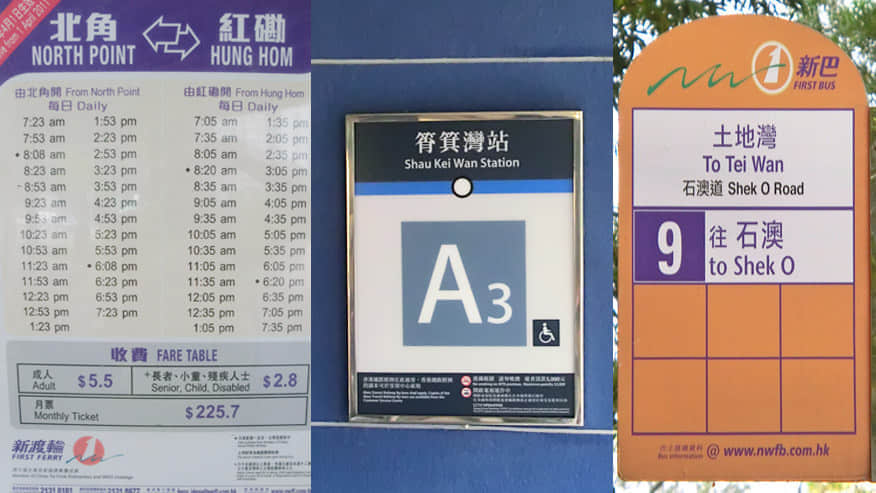 北角 紅磡
NORTH POINT HUNG HOM
由北角開 From North Point 由紅磡開 From Hung Hom
每日 Daily 每日 Daily
7:23 am 1:53 pm 7:05 am 1:35 pm
7:53 am 2:23 pm 7:35 am 2:05 pm
• 8:08 am 2:53 pm 8:05 am 2:35 pm
8:23 am 3:23 pm • 8:20 am 3:05 pm
8:53 am 3:53 pm 8:35 am 3:35 pm
9:23 am 4:23 pm 9:05 am 4:05 pm
9:53 am 4:53 pm 9:35 am 4:35 pm
10:23 am 5:23 pm 10:05 am 5:05 pm
10:53 am 5:53 pm 10:35 am 5:35 pm
11:23 am • 6:08 pm 11:05 am 6:05 pm
11:53 am 6:23 pm 11:35 am • 6:20 pm
12:23 pm 6:53 pm 12:05 pm 6:35 pm
12:53 pm 7:23 pm 12:35 pm 7:05 pm
1:23 pm 1:05 pm 7:35 pm
收費 FARE TABLE
成人 $5.5 +長者、小童、殘疾人士 $2.8
Adult Senior, Child, Disabled
月票 $225.7
Monthly Ticket
新渡輪 1
FIRST FERRY
筲箕灣站
Shau Kei Wan Station
A3
1 新巴
FIRST BUS
土地灣
To Tei Wan
石澳道 Shek O Road
9 往 石澳
to Shek O
Bus information @ www.nwfb.com.hk